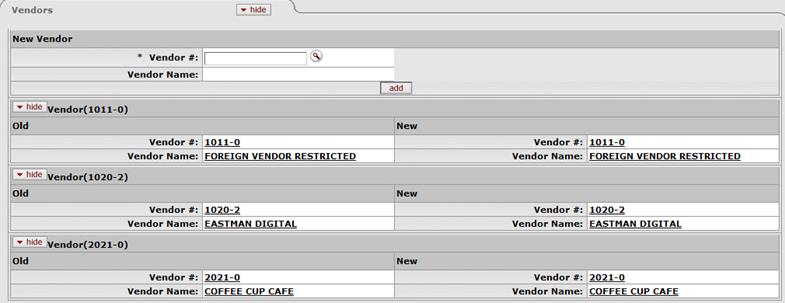 Vendors hide
New Vendor
* Vendor #:
Vendor Name:
add
hide Vendor(1011-0)
Old New
Vendor #: 1011-0 Vendor #: 1011-0
Vendor Name: FOREIGN VENDOR RESTRICTED Vendor Name: FOREIGN VENDOR RESTRICTED
hide Vendor(1020-2)
Old New
Vendor #: 1020-2 Vendor #: 1020-2
Vendor Name: EASTMAN DIGITAL Vendor Name: EASTMAN DIGITAL
hide Vendor(2021-0)
Old New
Vendor #: 2021-0 Vendor #: 2021-0
Vendor Name: COFFEE CUP CAFE Vendor Name: COFFEE CUP CAFE